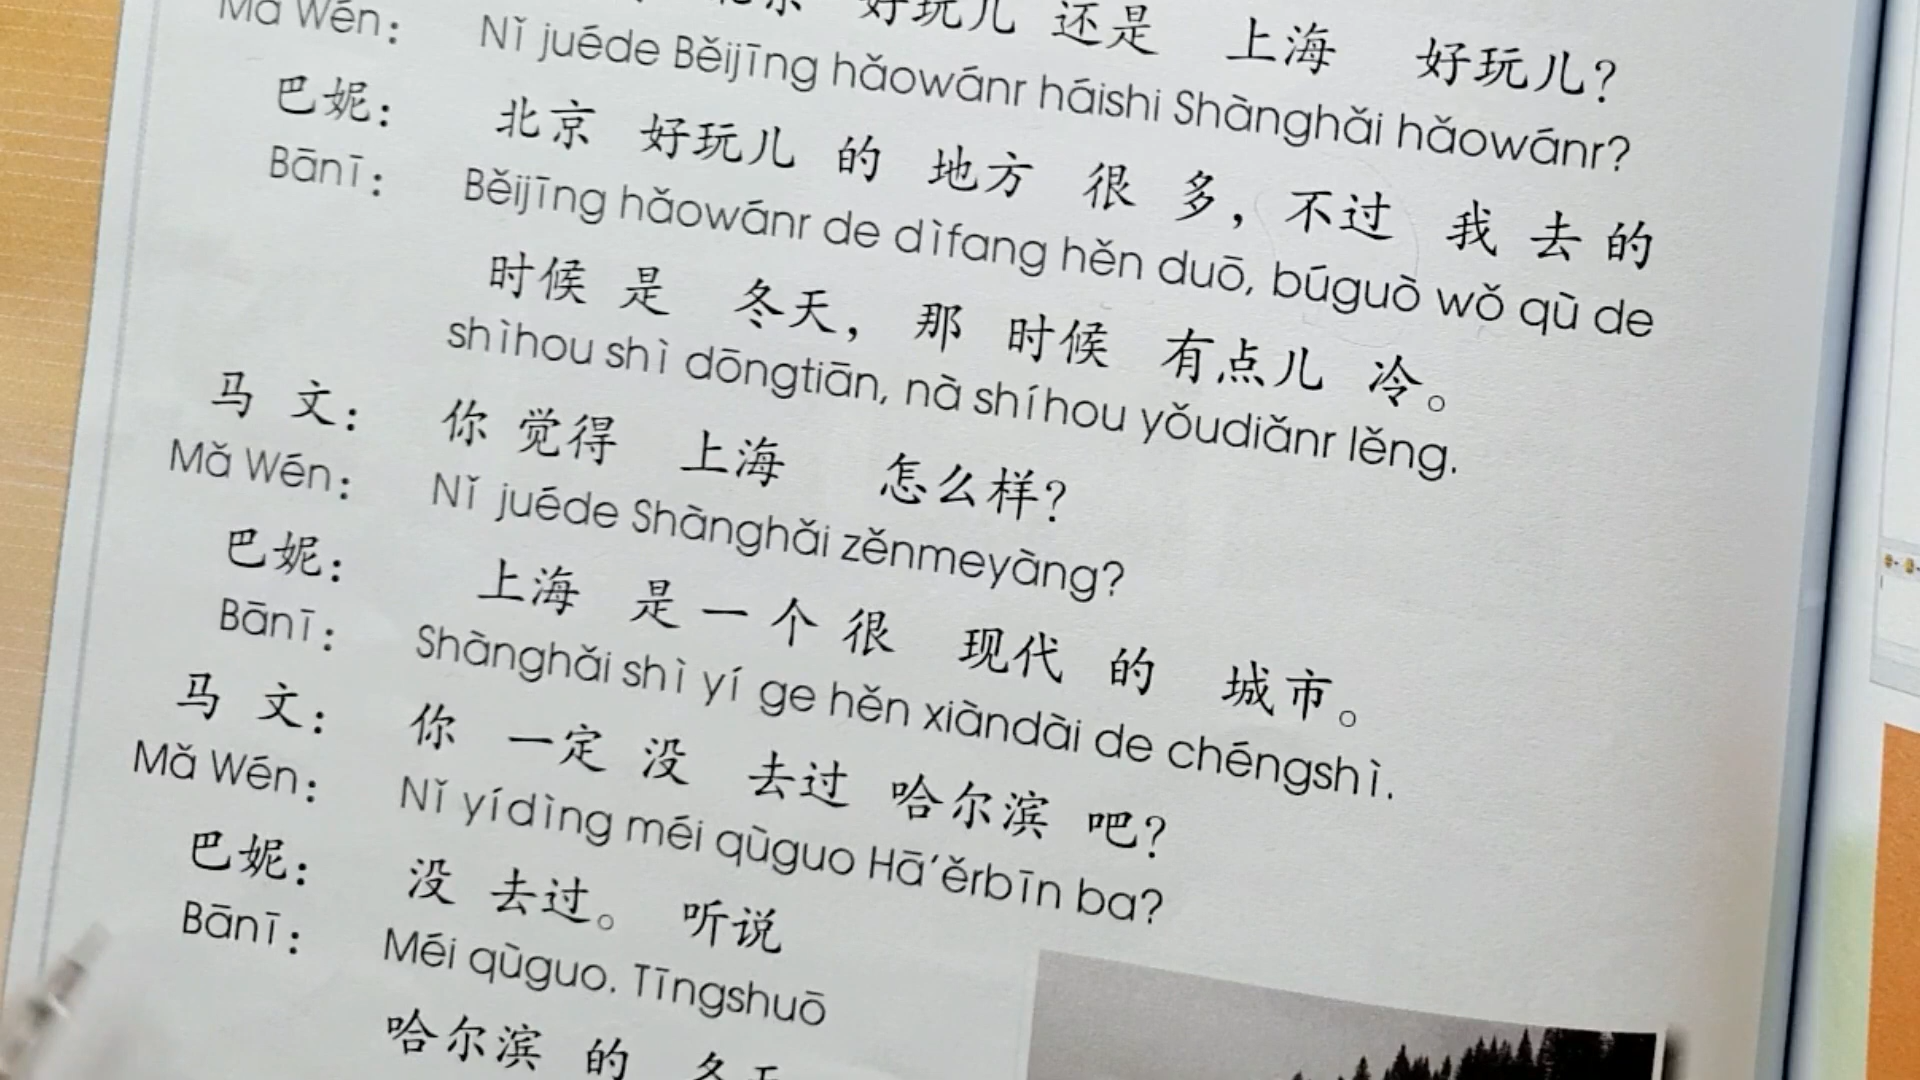 好玩儿 还是 上海 好玩儿?
Mǎ Wén: Nǐ juéde Běijīng hǎowánr háishi Shànghǎi hǎowánr?
巴妮: 北京 好玩儿 的 地方 很 多, 不过 我 去 的
Bānī: Běijīng hǎowánr de dìfang hěn duō, búguò wǒ qù de
时候 是 冬天, 那 时候 有点儿 冷。
shìhou shì dōngtiān, nà shíhou yǒudiǎnr lěng.
马 文: 你 觉得 上海 怎么样?
Mǎ Wén: Nǐ juéde Shànghǎi zěnmeyàng?
巴妮: 上海 是 一 个 很 现代 的 城市。
Bānī: Shànghǎi shì yí ge hěn xiàndài de chéngshì.
马 文: 你 一定 没 去过 哈尔滨 吧?
Mǎ Wén: Nǐ yídìng méi qùguo Hā'ěrbīn ba?
巴妮: 没 去过。 听说
Bānī: Méi qùguo. Tīngshuō
哈尔滨 的 冬天